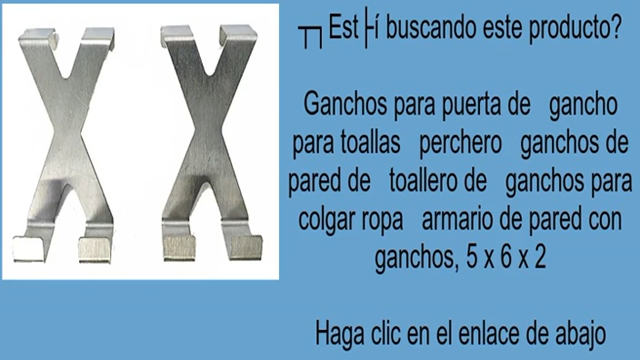 ┬┐Est├í buscando este producto?
Ganchos para puerta de gancho
para toallas perchero ganchos de
pared de toallero de ganchos para
colgar ropa armario de pared con
ganchos, 5 x 6 x 2
Haga clic en el enlace de abajo